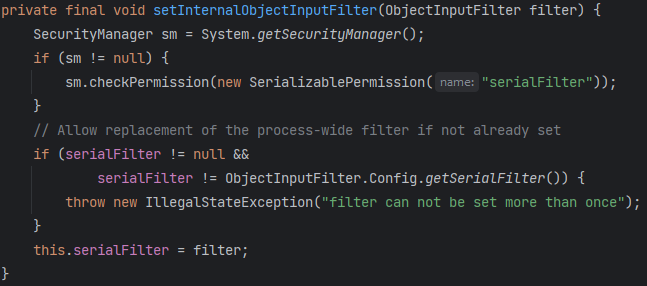 private final void setInternalObjectInputFilter(ObjectInputFilter filter) {
    SecurityManager sm = System.getSecurityManager();
    if (sm != null) {
        sm.checkPermission(new SerializablePermission( name: "serialFilter"));
    }
    // Allow replacement of the process-wide filter if not already set
    if (serialFilter != null &&
            serialFilter != ObjectInputFilter.Config.getSerialFilter()) {
        throw new IllegalStateException("filter can not be set more than once");
    }
    this.serialFilter = filter;
}